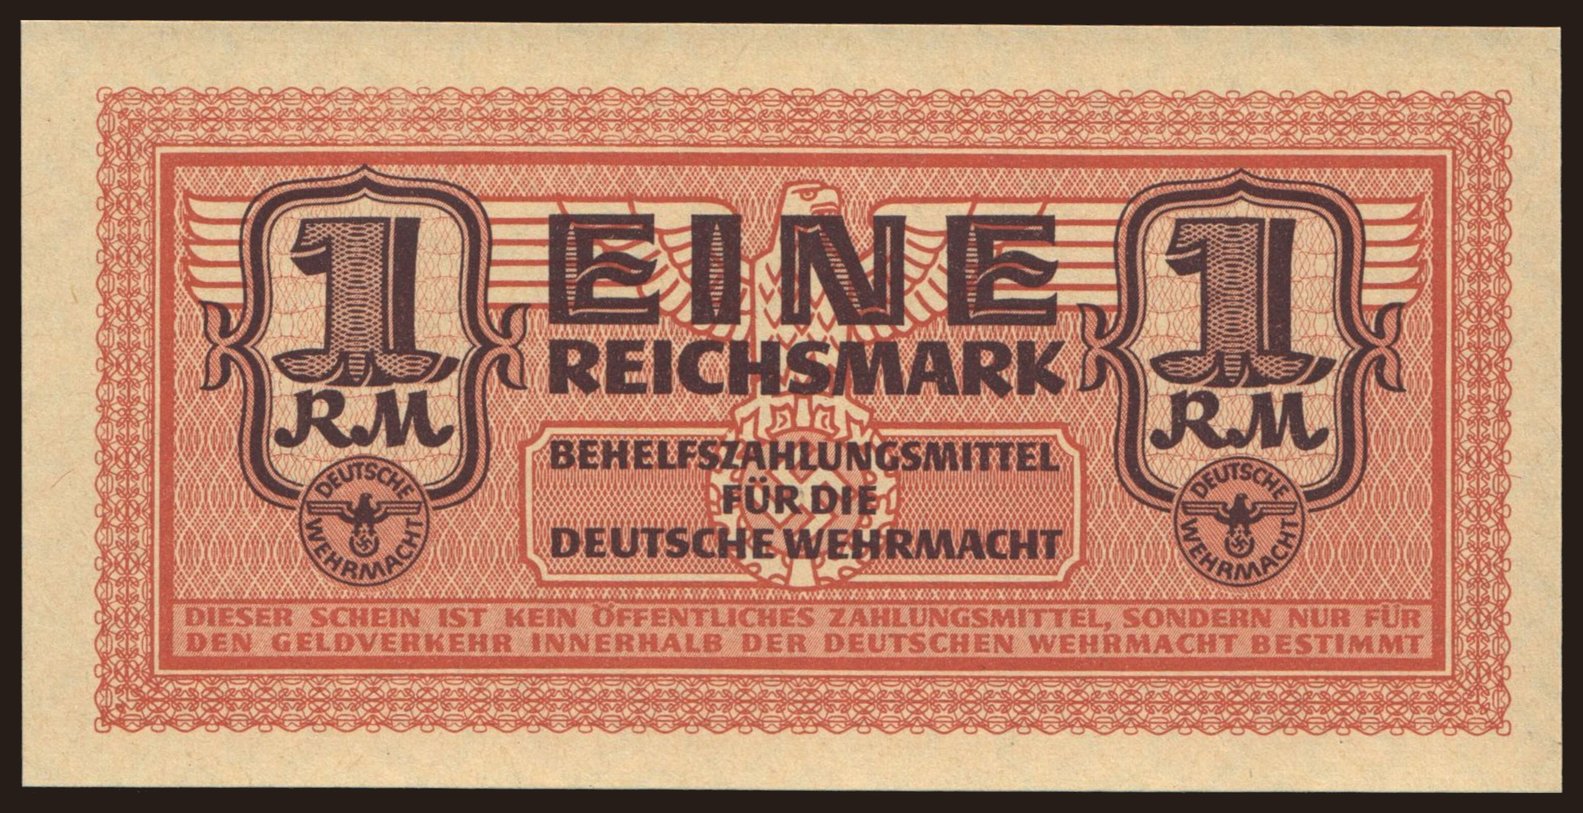 1
RM
DEUTSCHE
WEHRMACHT
EINE
REICHSMARK
BEHELFSZAHLUNGSMITTEL
FÜR DIE
DEUTSCHE WEHRMACHT
1
RM
DEUTSCHE
WEHRMACHT
DIESER SCHEIN IST KEIN ÖFFENTLICHES ZAHLUNGSMITTEL, SONDERN NUR FÜR
DEN GELDVERKEHR INNERHALB DER DEUTSCHEN WEHRMACHT BESTIMMT